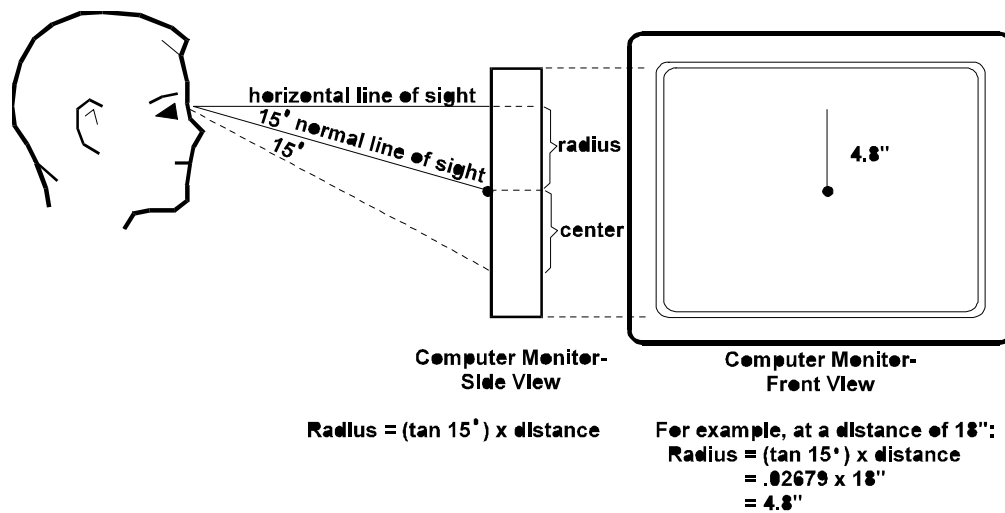 horizontal line of sight
15° normal line of sight
15°
radius
center
4.8"
Computer Monitor-
Side View
Computer Monitor-
Front View
Radius = (tan 15°) x distance
For example, at a distance of 18":
Radius = (tan 15°) x distance
= .02679 x 18"
= 4.8"